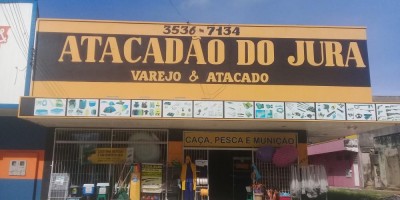 3536-7134
ATACADÃO DO JURA
VAREJO & ATACADO
CAÇA, PESCA E MUNIÇÃO